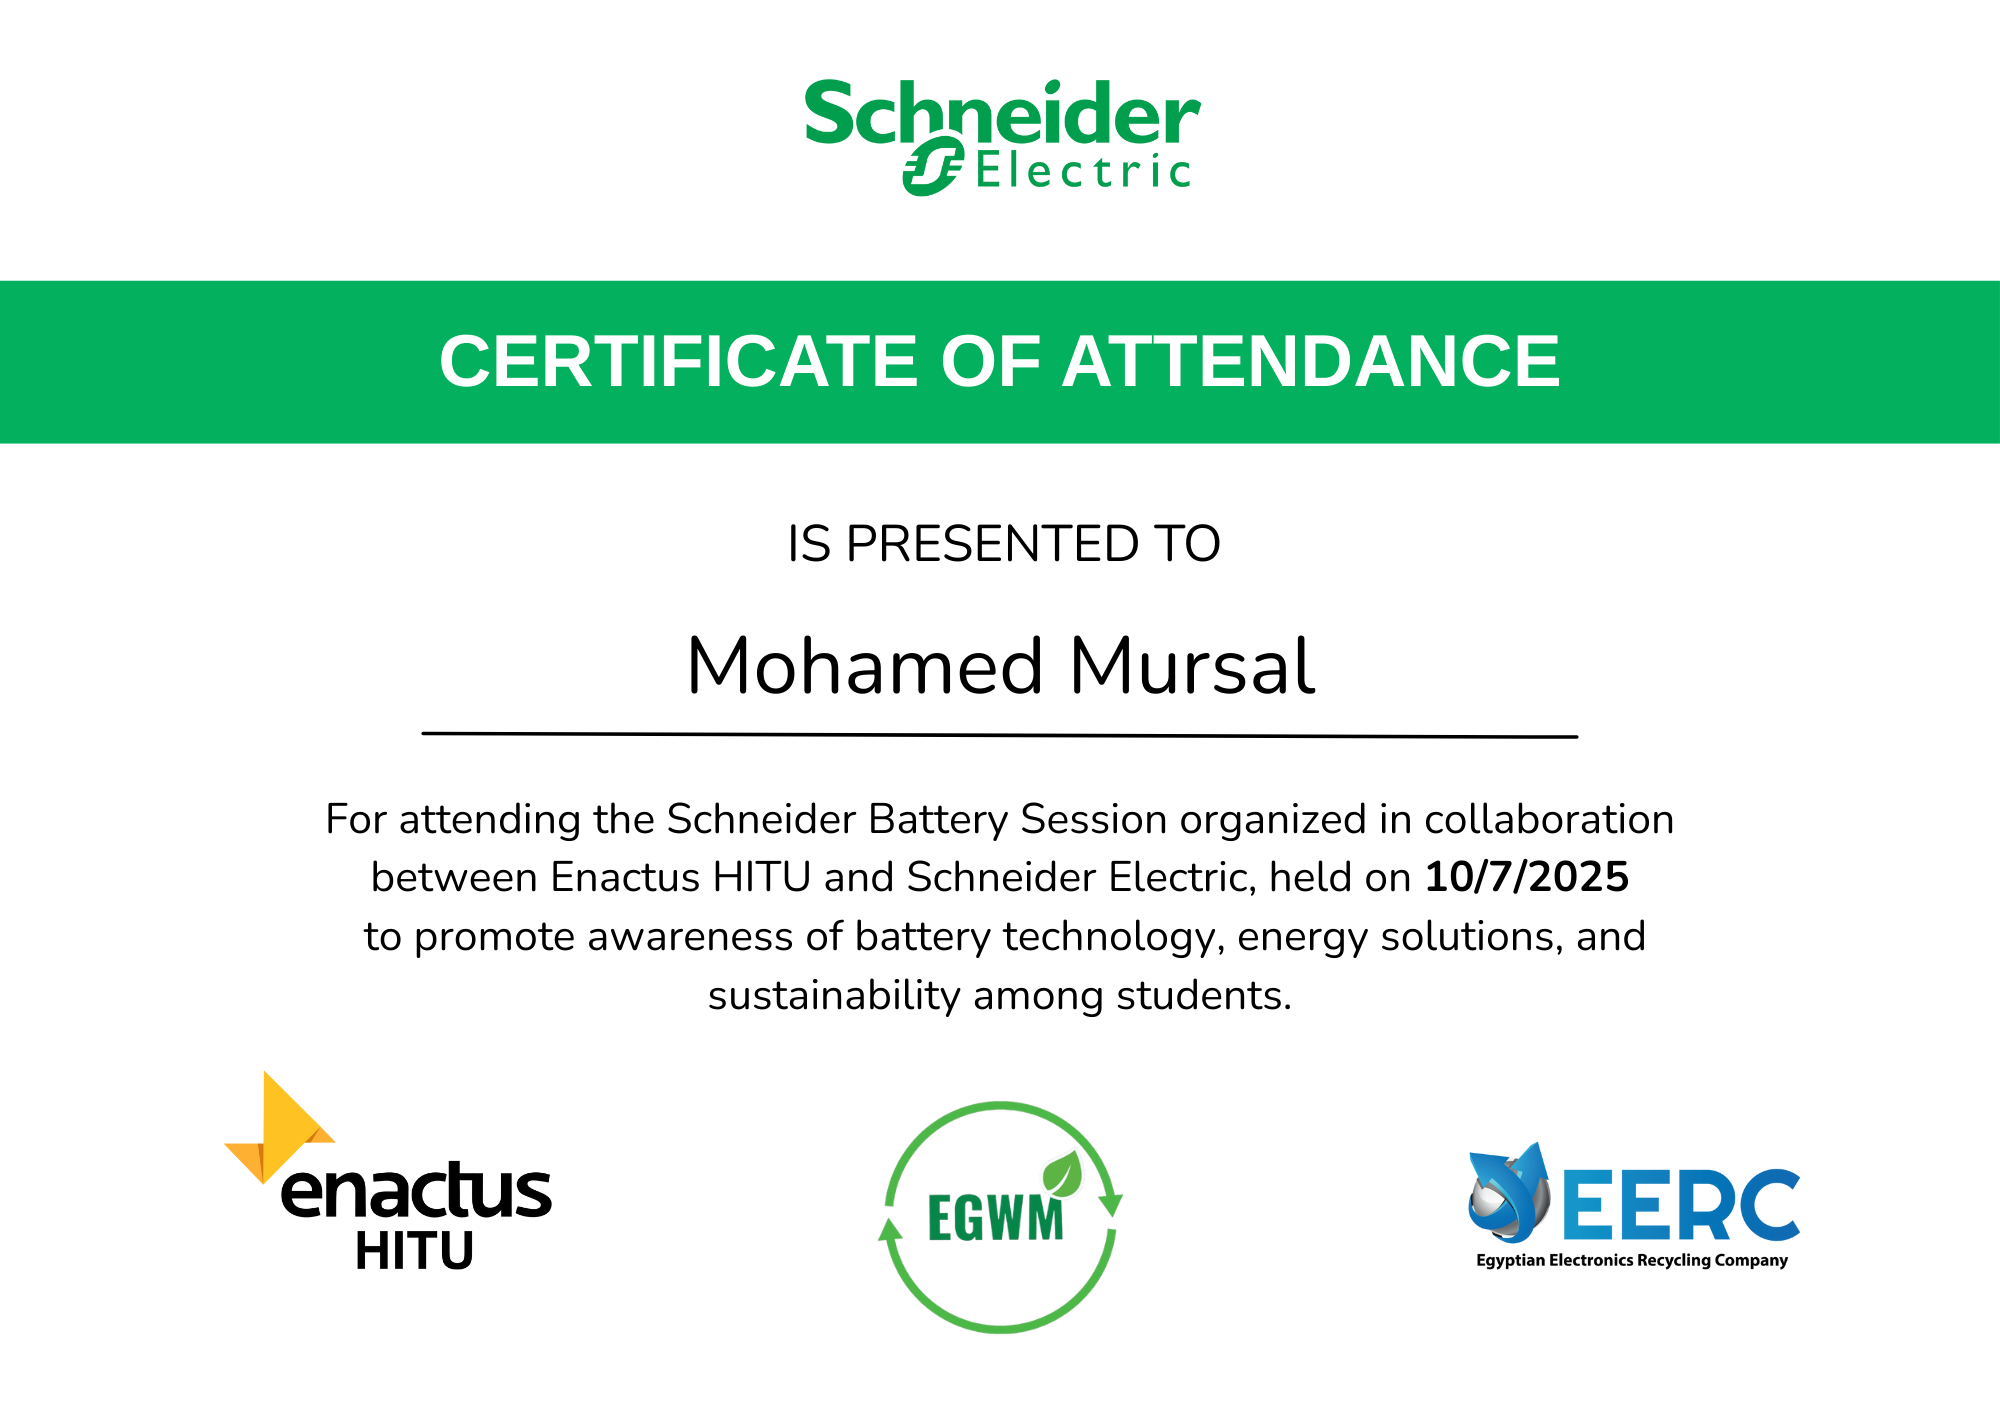 Schneider
Electric
CERTIFICATE OF ATTENDANCE
IS PRESENTED TO
Mohamed Mursal
For attending the Schneider Battery Session organized in collaboration
between Enactus HITU and Schneider Electric, held on 10/7/2025
to promote awareness of battery technology, energy solutions, and
sustainability among students.
enactus
HITU
EGWM
EERC
Egyptian Electronics Recycling Company